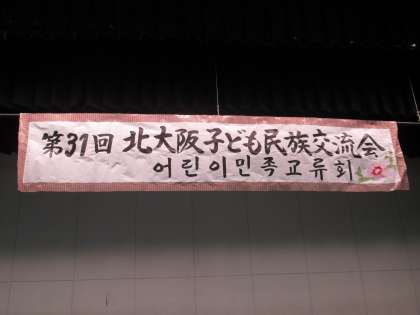 第31回 北大阪子ども民族交流会
어린이민족교류회